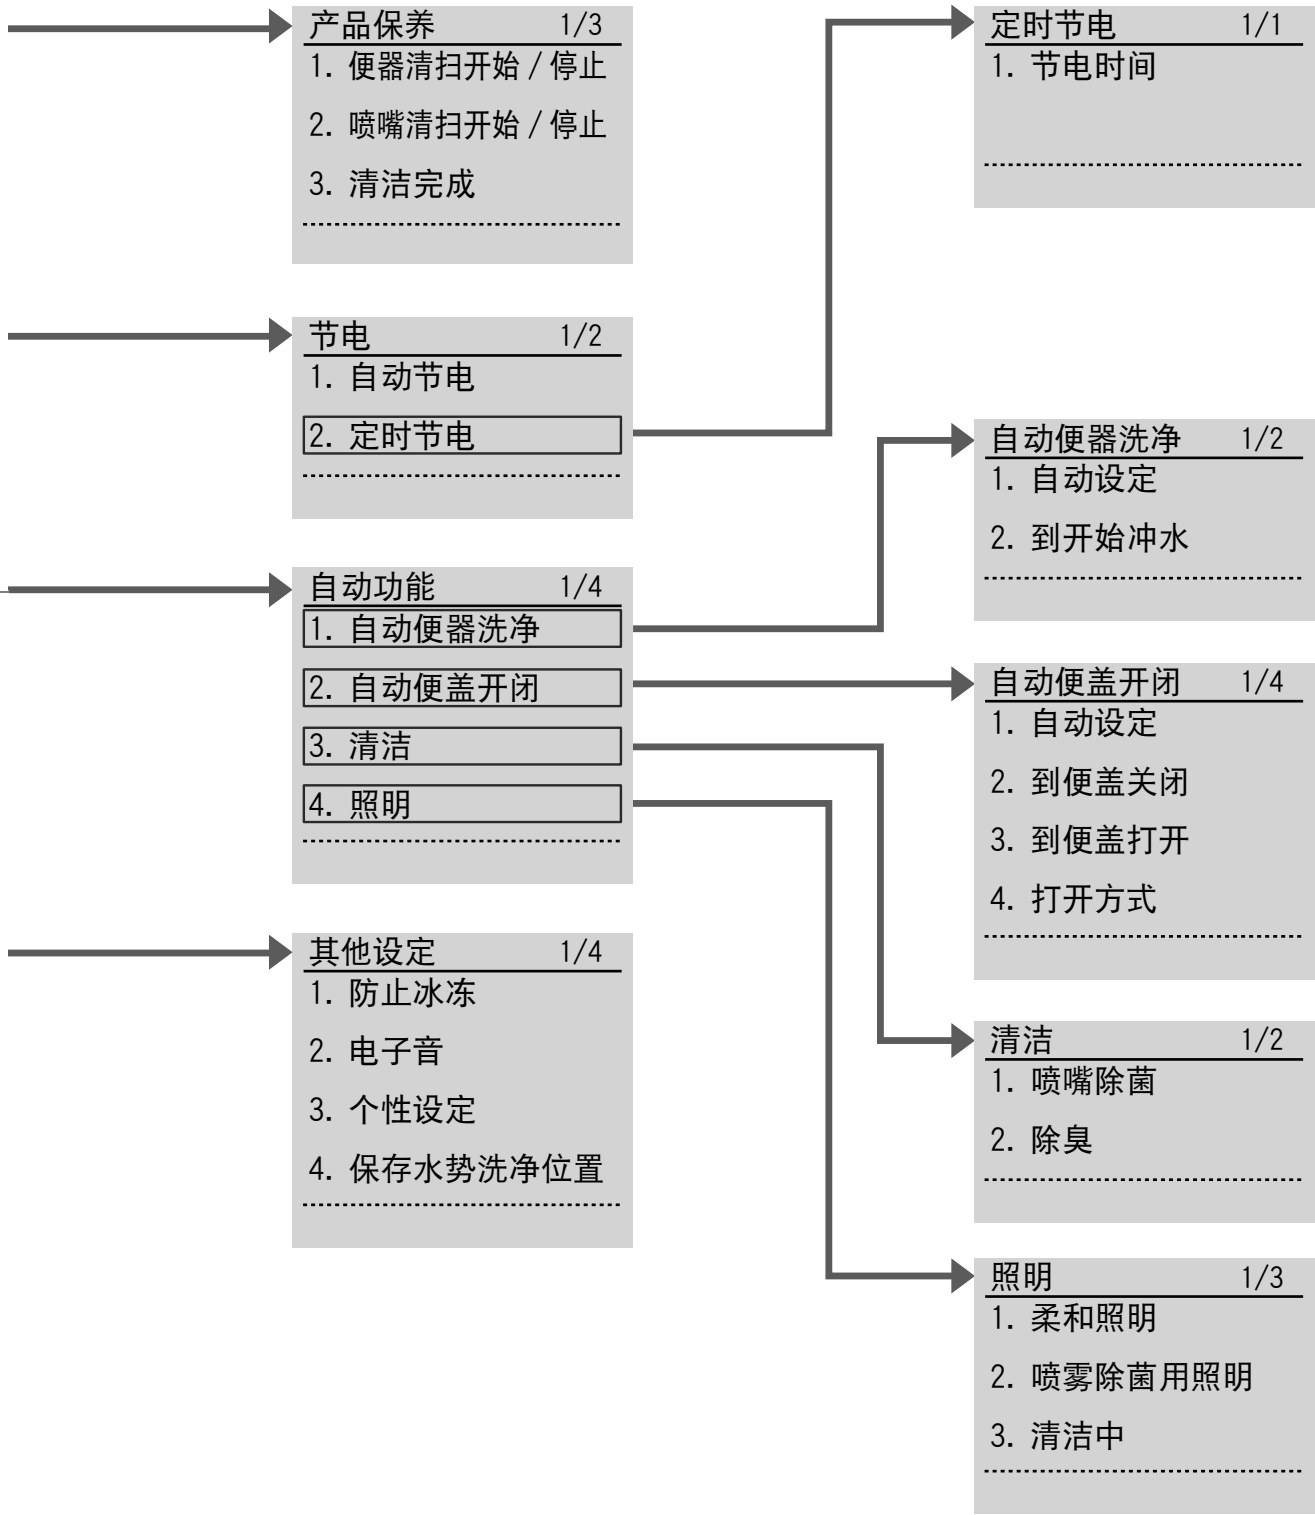 产品保养 1/3
1. 便器清扫开始 / 停止
2. 喷嘴清扫开始 / 停止
3. 清洁完成
节电 1/2
1. 自动节电
2. 定时节电
自动功能 1/4
1. 自动便器洗净
2. 自动便盖开闭
3. 清洁
4. 照明
其他设定 1/4
1. 防止冰冻
2. 电子音
3. 个性设定
4. 保存水势洗净位置
定时节电 1/1
1. 节电时间
自动便器洗净 1/2
1. 自动设定
2. 到开始冲水
自动便盖开闭 1/4
1. 自动设定
2. 到便盖关闭
3. 到便盖打开
4. 打开方式
清洁 1/2
1. 喷嘴除菌
2. 除臭
照明 1/3
1. 柔和照明
2. 喷雾除菌用照明
3. 清洁中